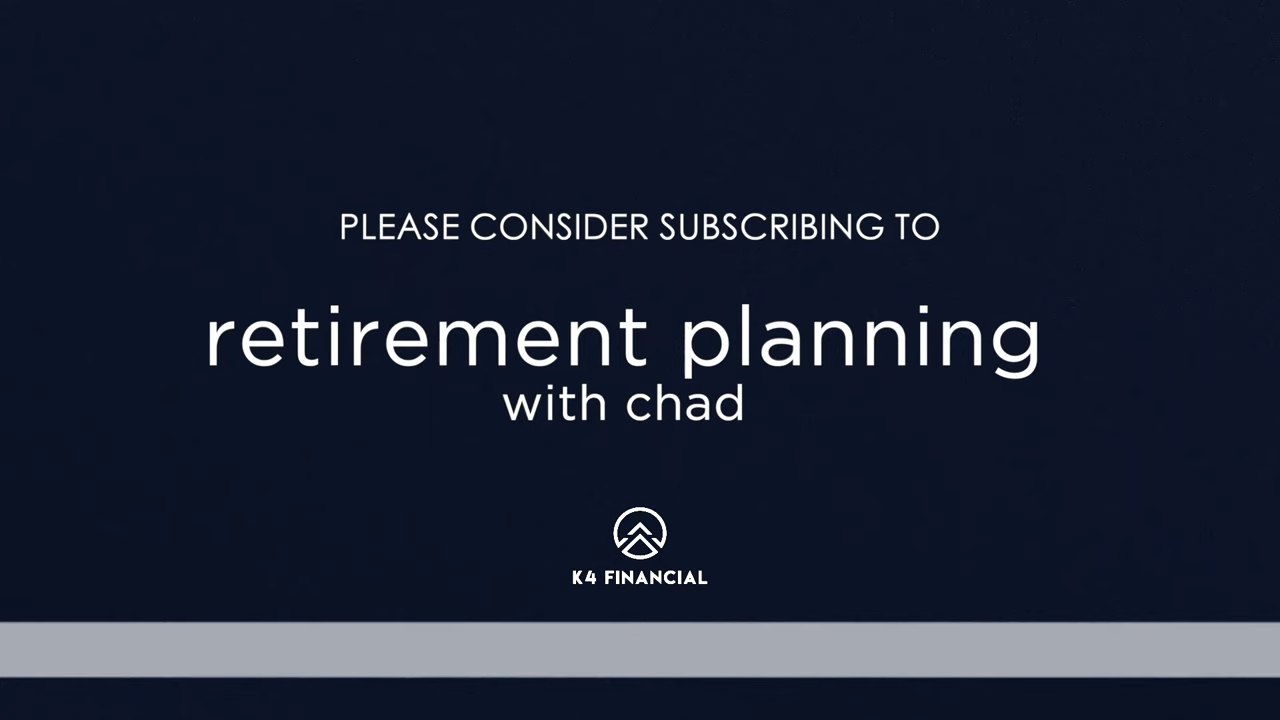 PLEASE CONSIDER SUBSCRIBING TO
retirement planning
with chad
K4 FINANCIAL